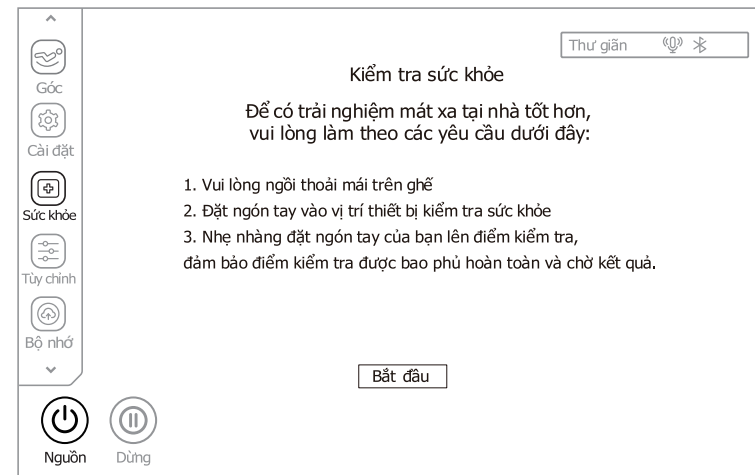 Thư giãn
Góc
Cài đặt
Sức khỏe
Tùy chỉnh
Bộ nhớ
Kiểm tra sức khỏe
Để có trải nghiệm mát xa tại nhà tốt hơn,
vui lòng làm theo các yêu cầu dưới đây:
1. Vui lòng ngồi thoải mái trên ghế
2. Đặt ngón tay vào vị trí thiết bị kiểm tra sức khỏe
3. Nhẹ nhàng đặt ngón tay của bạn lên điểm kiểm tra,
đảm bảo điểm kiểm tra được bao phủ hoàn toàn và chờ kết quả.
Bắt đầu
Nguồn
Dừng